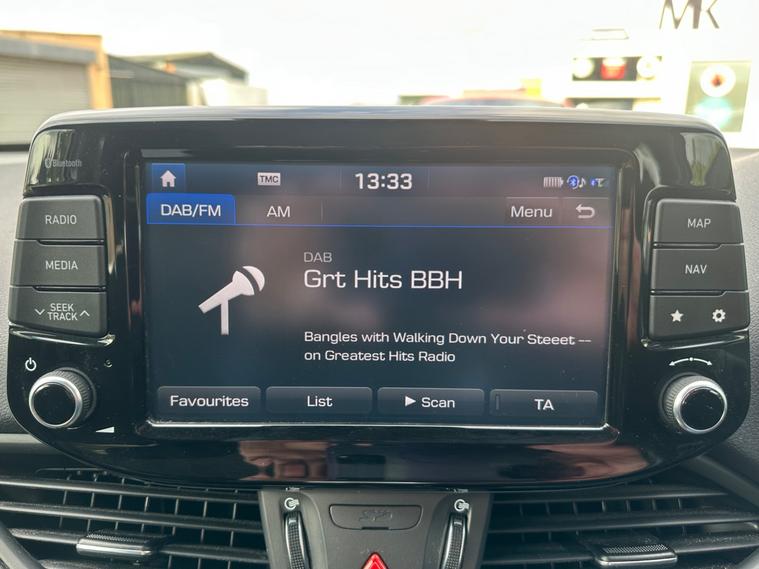 MK
Bluetooth
TMC
13:33
DAB/FM
AM
Menu
RADIO
MEDIA
SEEK
TRACK
MAP
NAV
DAB
Grt Hits BBH
Bangles with Walking Down Your Steeet --
on Greatest Hits Radio
Favourites
List
Scan
TA